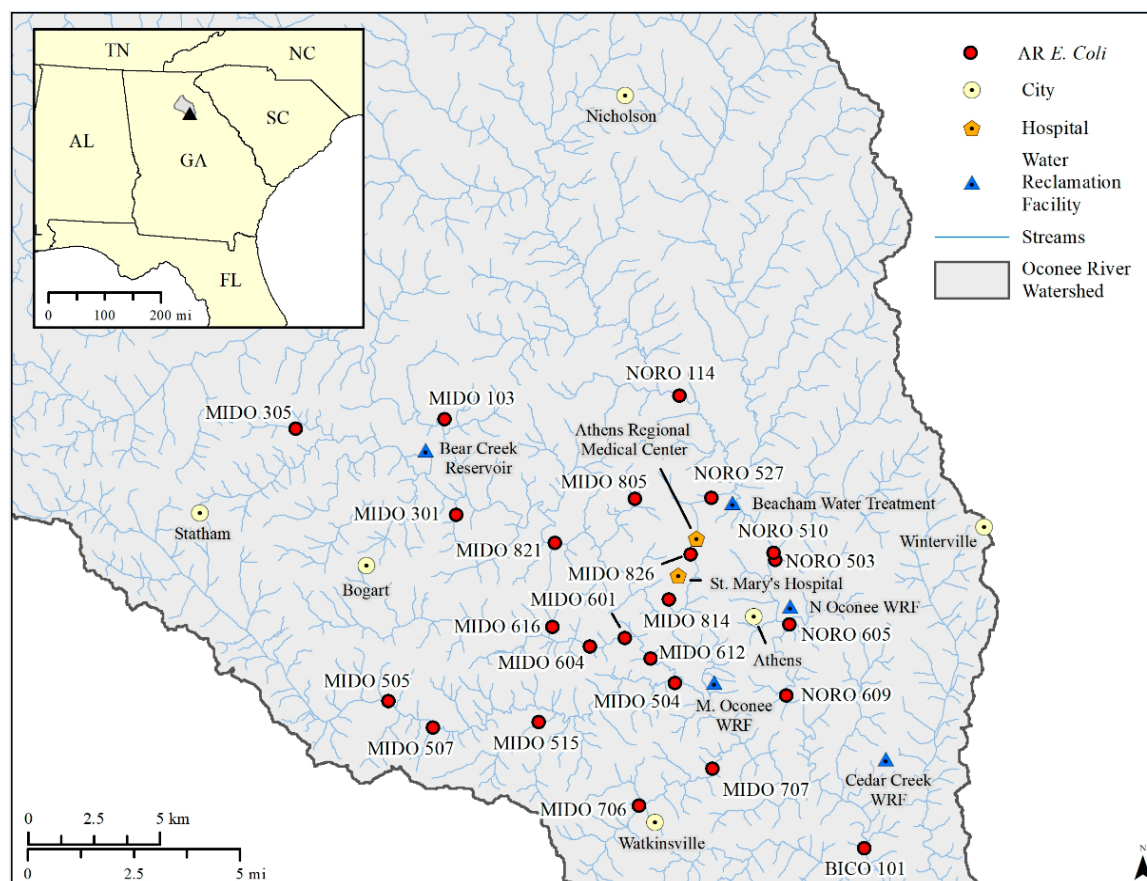 TN
NC
AL
GA
SC
FL
0 100 200 mi
AR E. Coli
City
Hospital
Water
Reclamation
Facility
Streams
Oconee River
Watershed
Nicholson
NORO 114
MIDO 305
MIDO 103
Athens Regional
Medical Center
Bear Creek
Reservoir
MIDO 805
NORO 527
Beacham Water Treatment
Statham
MIDO 301
NORO 510
Winterville
MIDO 821
NORO 503
MIDO 826
St. Mary's Hospital
Bogart
MIDO 601
N Oconee WRF
MIDO 814
MIDO 616
NORO 605
MIDO 604
MIDO 612
Athens
MIDO 505
MIDO 504
NORO 609
M. Oconee
WRF
MIDO 507
MIDO 515
MIDO 707
Cedar Creek
WRF
MIDO 706
Watkinsville
BICO 101
0 2.5 5 km
0 2.5 5 mi
N